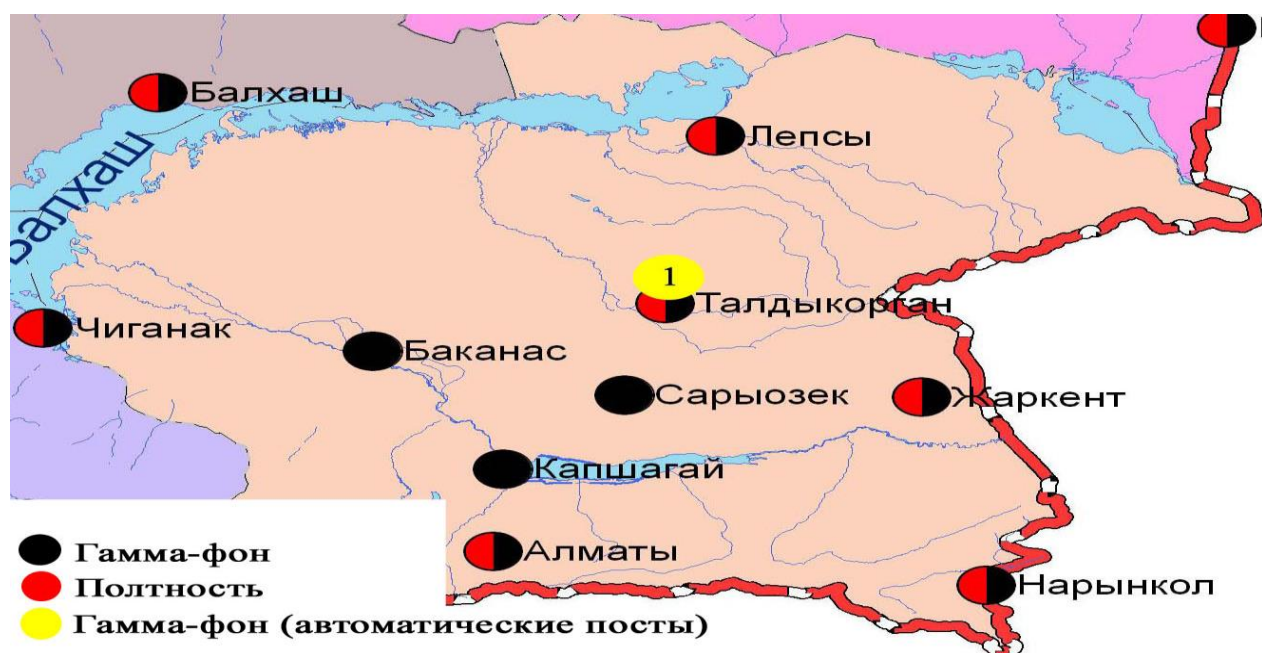 Балхаш
Балхаш
Лепсы
1
Талдыкорган
Чиганак
Баканас
Сарыозек
Жаркент
Капшагай
Алматы
Нарынкол
Гамма-фон
Полтность
Гамма-фон (автоматические посты)